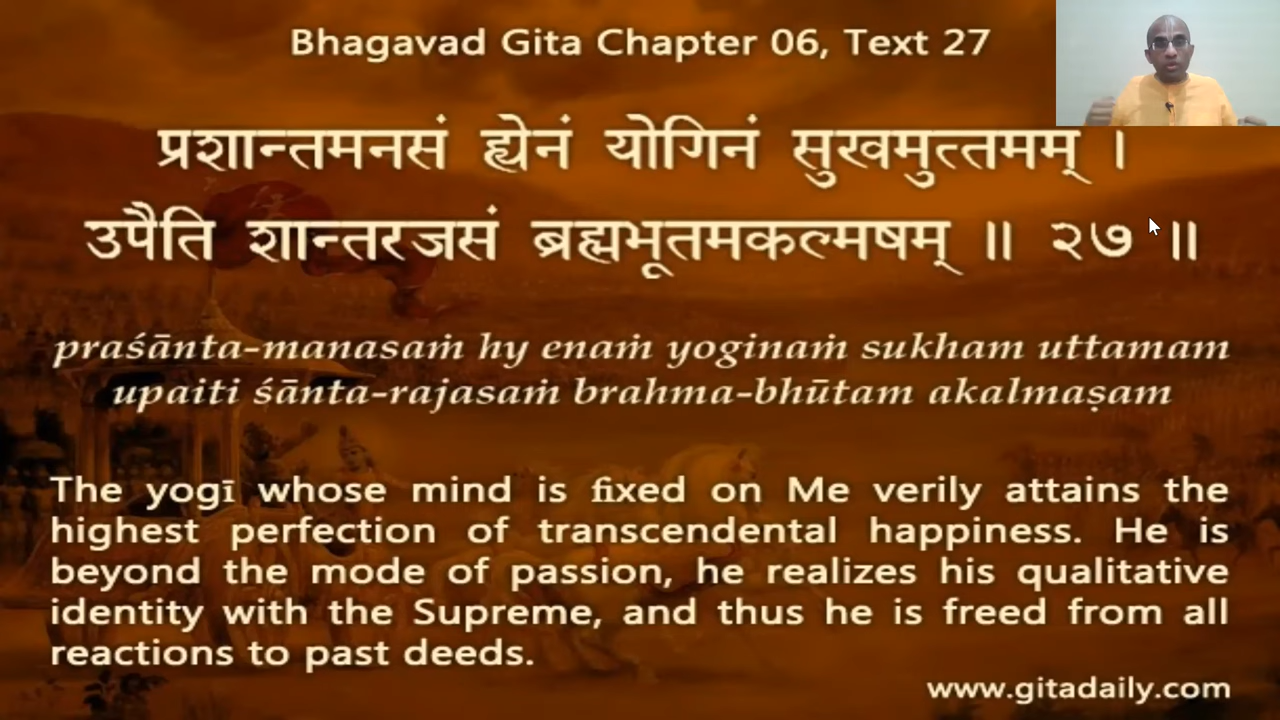 Bhagavad Gita Chapter 06, Text 27
प्रशान्तमनसं ह्येनं योगिनं सुखमुत्तमम् ।
उपैति शान्तरजसं ब्रह्मभूतमकल्मषम् ॥ २७ ॥
praśānta-manasaṁ hy enaṁ yoginaṁ sukham uttamam
upaiti śānta-rajasaṁ brahma-bhūtam akalmaṣam
The yogī whose mind is fixed on Me verily attains the
highest perfection of transcendental happiness. He is
beyond the mode of passion, he realizes his qualitative
identity with the Supreme, and thus he is freed from all
reactions to past deeds.
www.gitadaily.com